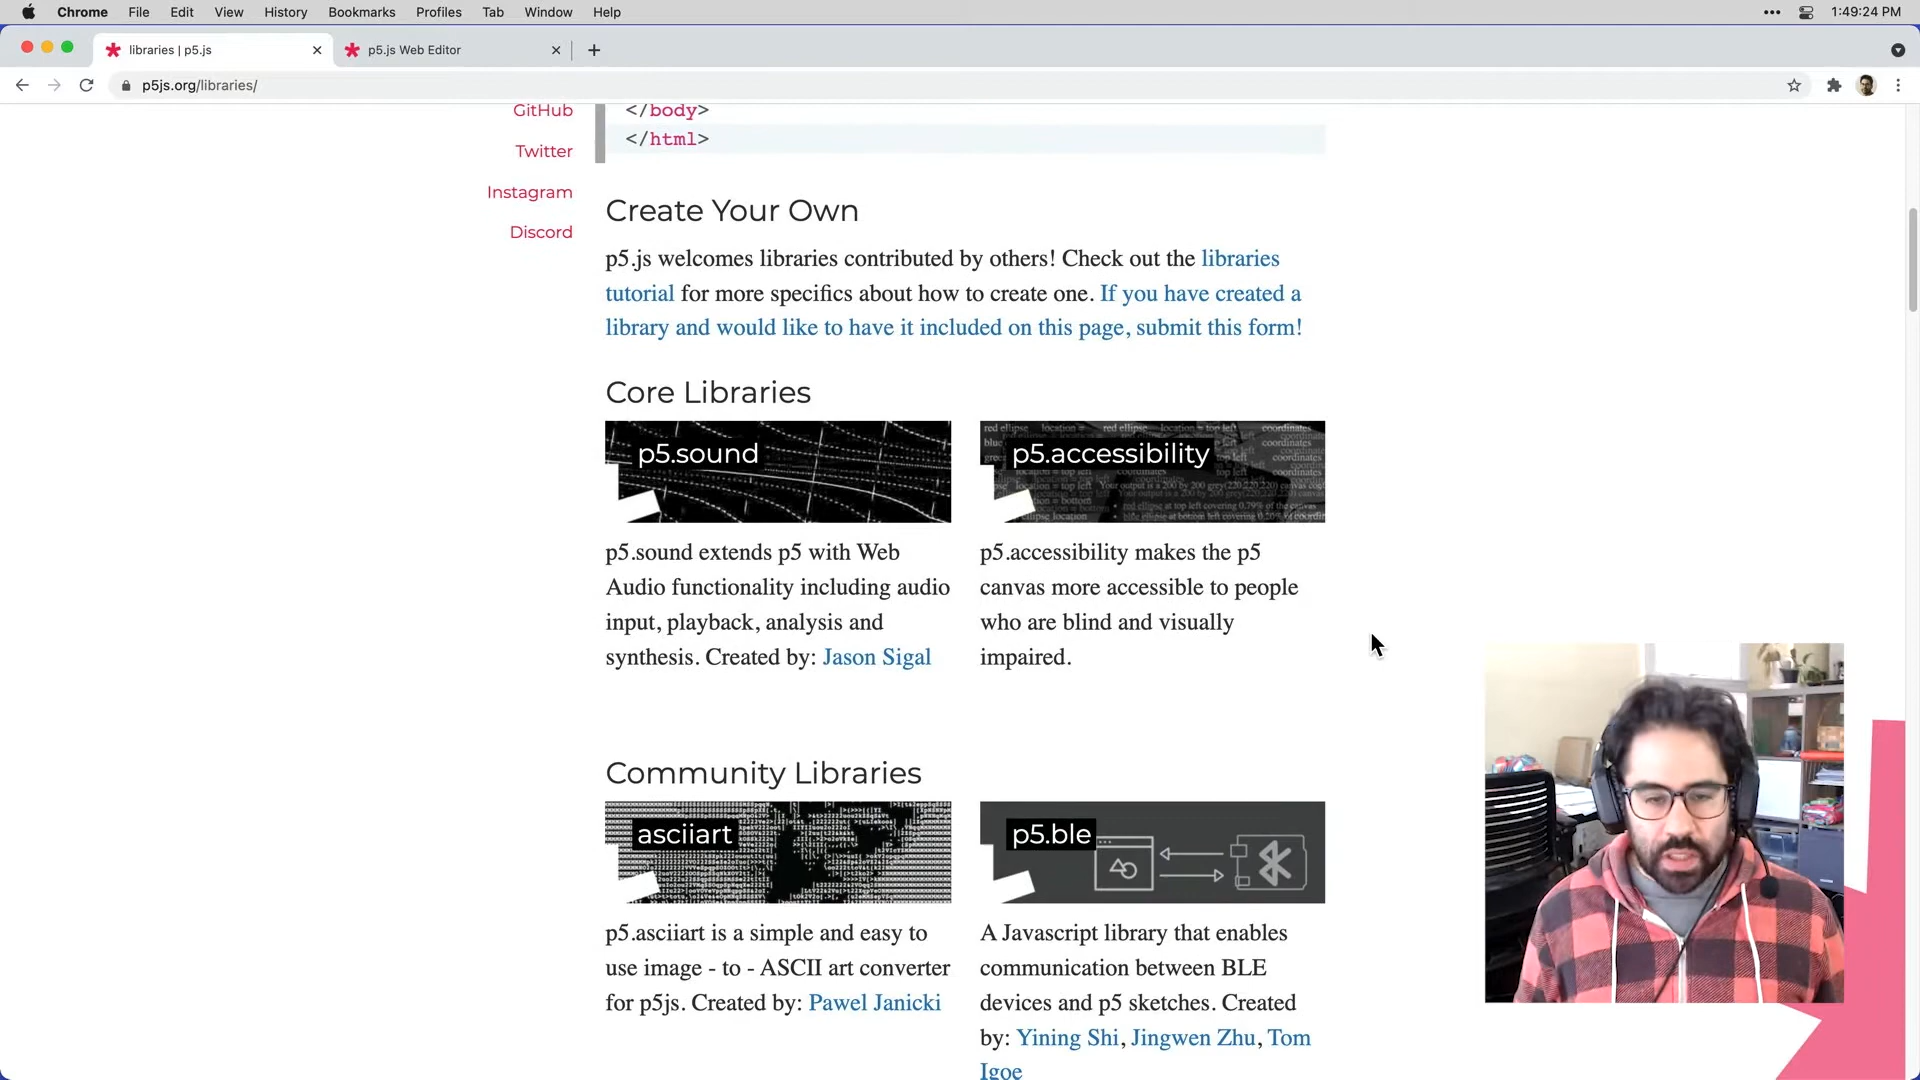 Chrome File Edit View History Bookmarks Profiles Tab Window Help 1:49:24 PM
libraries | p5.js
p5.js Web Editor
p5js.org/libraries/
GitHub
Twitter
Instagram
Discord
</body>
</html>
Create Your Own
p5.js welcomes libraries contributed by others! Check out the libraries
tutorial for more specifics about how to create one. If you have created a
library and would like to have it included on this page, submit this form!
Core Libraries
p5.sound
p5.sound extends p5 with Web
Audio functionality including audio
input, playback, analysis and
synthesis. Created by: Jason Sigal
p5.accessibility
p5.accessibility makes the p5
canvas more accessible to people
who are blind and visually
impaired.
Community Libraries
asciiart
p5.asciiart is a simple and easy to
use image - to - ASCII art converter
for p5js. Created by: Pawel Janicki
p5.ble
A Javascript library that enables
communication between BLE
devices and p5 sketches. Created
by: Yining Shi, Jingwen Zhu, Tom
Igoe